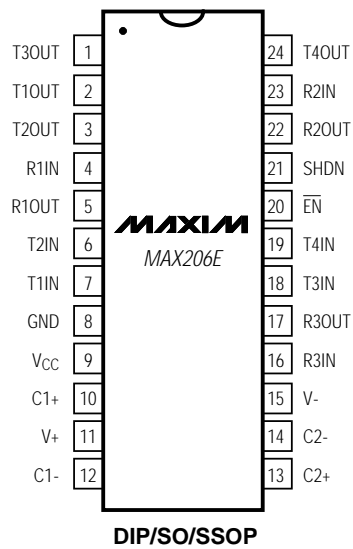 T3OUT 1 24 T4OUT
T1OUT 2 23 R2IN
T2OUT 3 22 R2OUT
R1IN 4 21 SHDN
R1OUT 5 20 E̅N̅
T2IN 6 19 T4IN
T1IN 7 18 T3IN
GND 8 17 R3OUT
VCC 9 16 R3IN
C1+ 10 15 V-
V+ 11 14 C2-
C1- 12 13 C2+
MAXIM
MAX206E
DIP/SO/SSOP